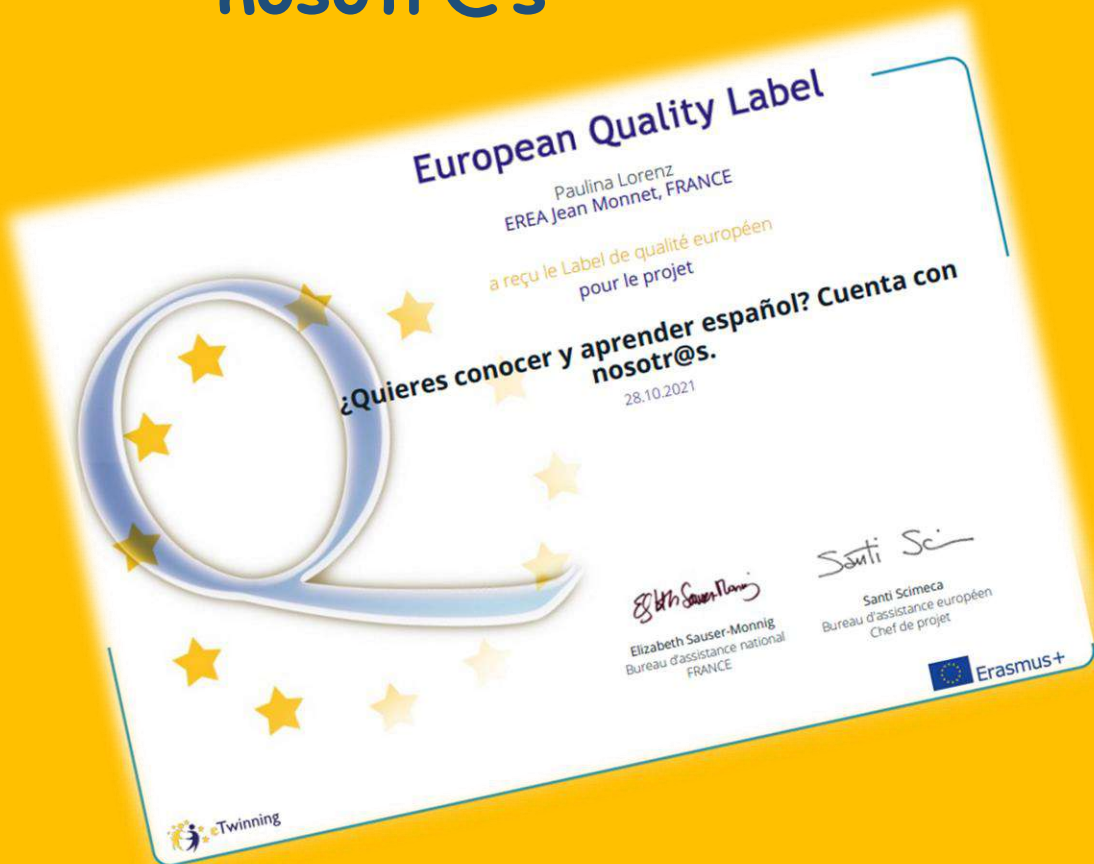 nosotr@s
European Quality Label
Paulina Lorenz
EREA Jean Monnet, FRANCE
a reçu le Label de qualité européen
pour le projet
¿Quieres conocer y aprender español? Cuenta con
nosotr@s.
28.10.2021
Elizabeth Sauser-Monnig
Bureau d'assistance national
FRANCE
Santi Scimeca
Bureau d'assistance européen
Chef de projet
Erasmus+
eTwinning